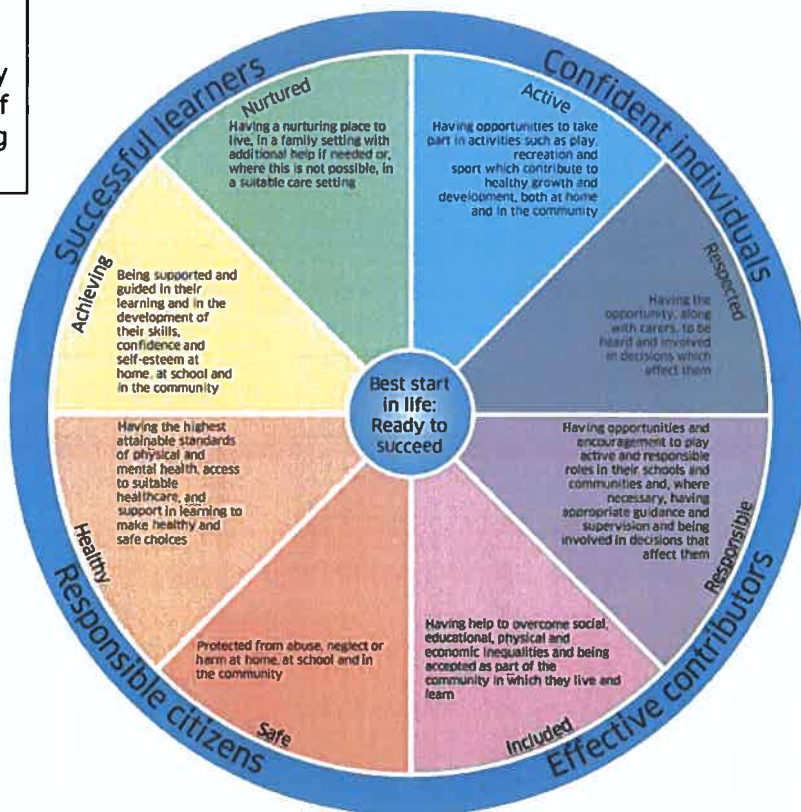 y
f
g
Successful learners
Confident individuals
Nurtured
Having a nurturing place to
live, in a family setting with
additional help if needed or,
where this is not possible, in
a suitable care setting
Active
Having opportunities to take
part in activities such as play,
recreation and
sport which contribute to
healthy growth and
development, both at home
and in the community
Achieving
Being supported and
guided in their
learning and in the
development of
their skills,
confidence and
self-esteem at
home, at school and
in the community
Respected
Having the
opportunity, along
with carers, to be
heard and involved
in decisions which
affect them
Best start
in life:
Ready to
succeed
Healthy
Having the highest
attainable standards
of physical and
mental health, access
to suitable
healthcare, and
support in learning to
make healthy and
safe choices
Having opportunities and
encouragement to play
active and responsible
roles in their schools and
communities and, where
necessary, having
appropriate guidance and
supervision and being
involved in decisions that
affect them
Responsible
Protected from abuse, neglect or
harm at home, at school and in
the community
Safe
Having help to overcome social,
educational, physical and
economic inequalities and being
accepted as part of the
community in which they live and
learn
Included
Responsible citizens
Effective contributors